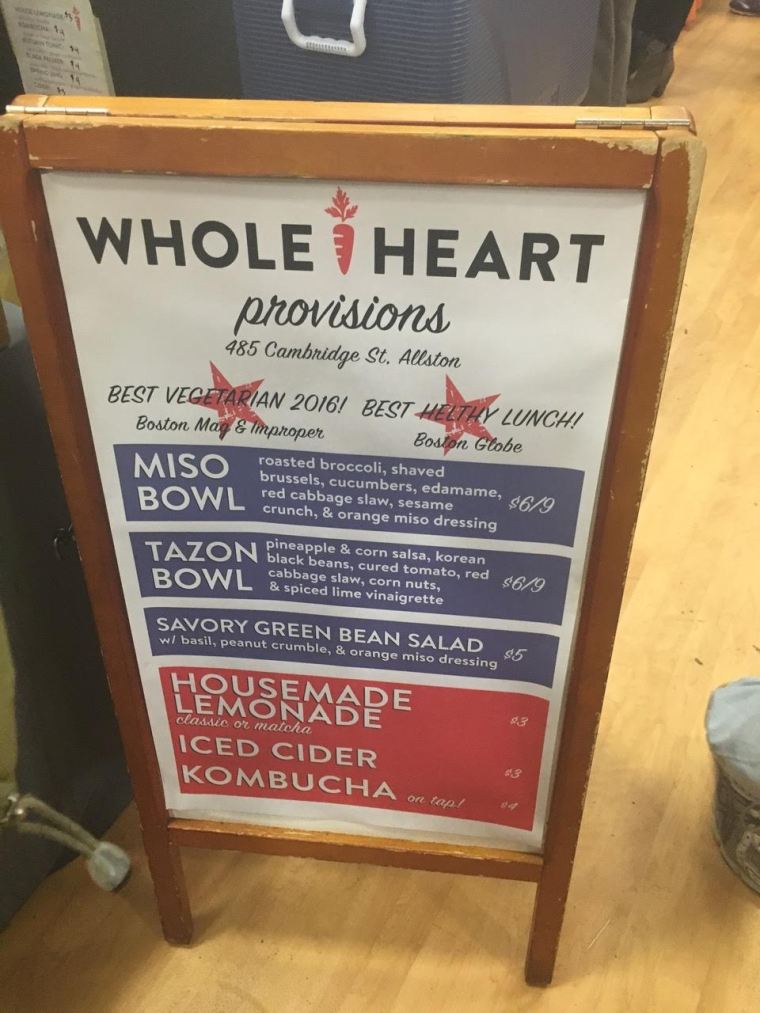 WHOLE HEART
provisions
485 Cambridge St. Allston
BEST VEGETARIAN 2016! BEST HELTHY LUNCH!
Boston Mag & Improper Boston Globe
MISO BOWL
roasted broccoli, shaved
brussels, cucumbers, edamame,
red cabbage slaw, sesame
crunch, & orange miso dressing
$6/9
TAZON BOWL
pineapple & corn salsa, korean
black beans, cured tomato, red
cabbage slaw, corn nuts,
& spiced lime vinaigrette
$6/9
SAVORY GREEN BEAN SALAD
w/ basil, peanut crumble, & orange miso dressing
$5
HOUSEMADE
LEMONADE
classic or matcha
$3
ICED CIDER $3
KOMBUCHA on tap! $4